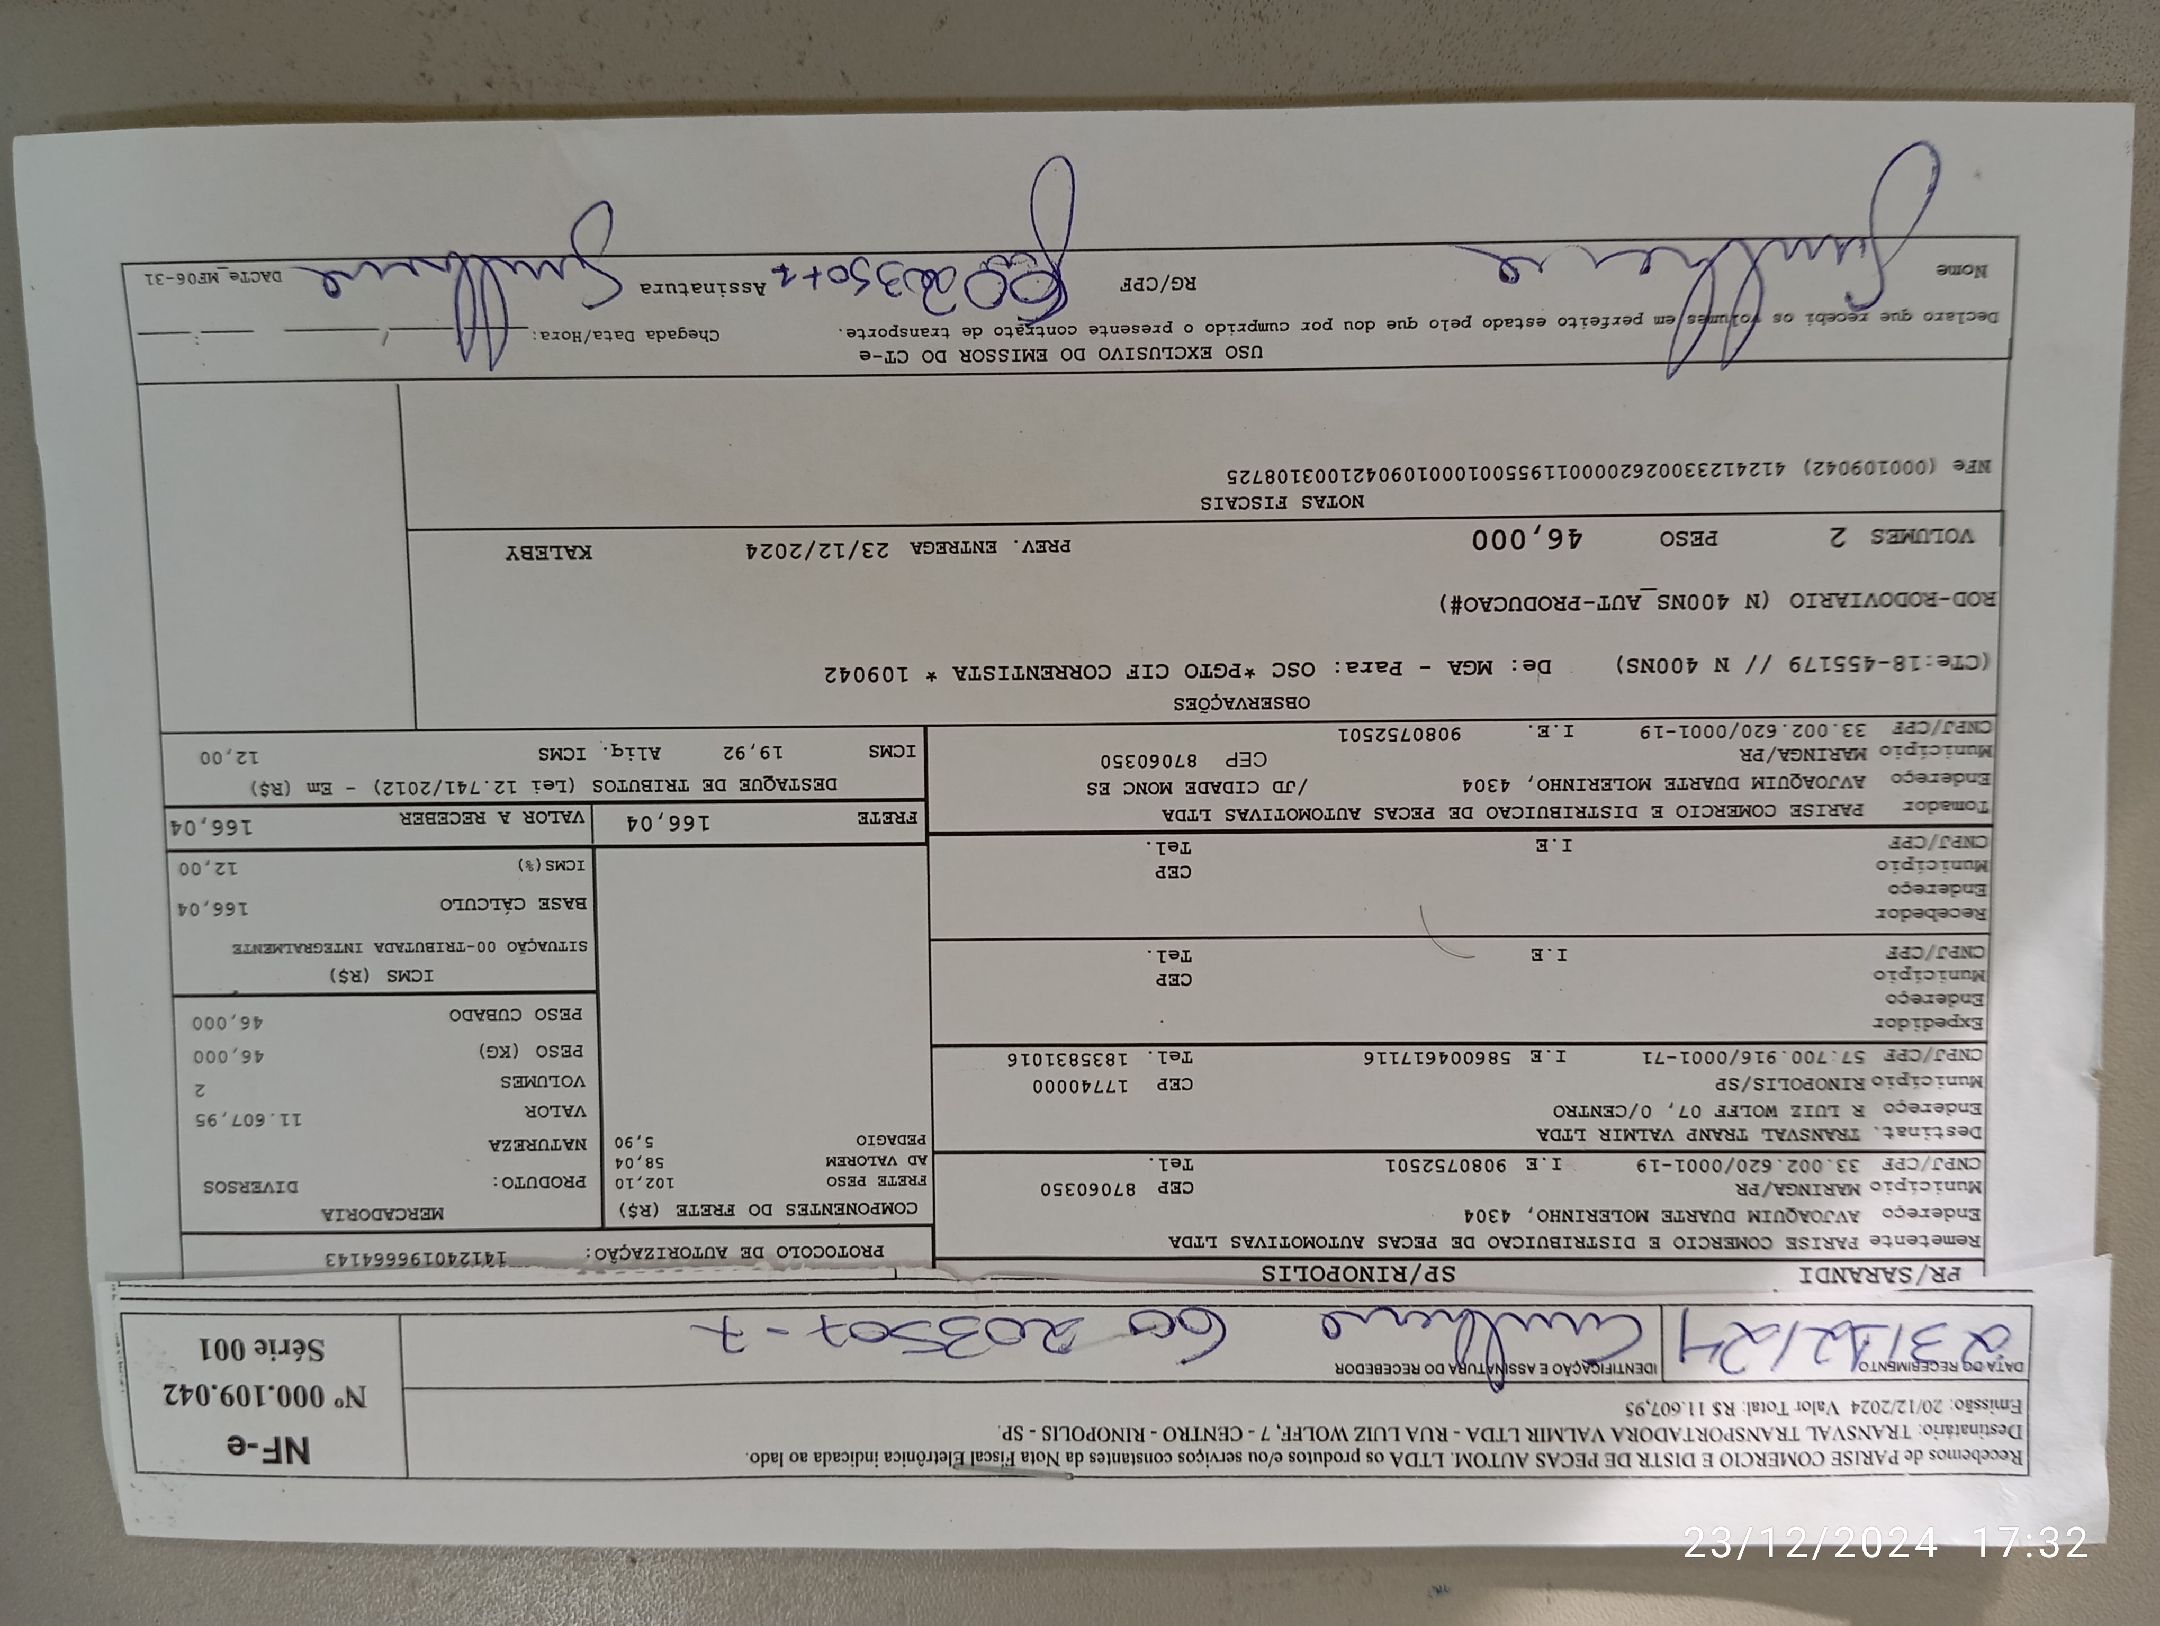 Recebemos de PARISE COMERCIO E DISTR DE PECAS AUTOM. LTDA os produtos e/ou serviços constantes da Nota Fiscal Eletrônica indicada ao lado.
Destinatário: TRANSVAL TRANSPORTADORA VALMIR LTDA - RUA LUIZ WOLFF, 7 - CENTRO - RINOPOLIS - SP.
Emissão: 20/12/2024 Valor Total: R$ 11.607,95
NF-e
Nº 000.109.042
Série 001
DATA DO RECEBIMENTO
23/12/24
IDENTIFICAÇÃO E ASSINATURA DO RECEBEDOR
Guilherme 60 203507-7
PR/SARANDI SP/RINOPOLIS
PROTOCOLO DE AUTORIZAÇÃO: 141240196664143
Remetente PARISE COMERCIO E DISTRIBUICAO DE PECAS AUTOMOTIVAS LTDA
Endereço AVJOAQUIM DUARTE MOLERINHO, 4304
Município MARINGA/PR CEP 87060350
CNPJ/CPF 33.002.620/0001-19 I.E 9080752501 Tel.
Destinat. TRANSVAL TRANP VALMIR LTDA
Endereço R LUIZ WOLFF 07, 0/CENTRO
Município RINOPOLIS/SP CEP 17740000
CNPJ/CPF 57.700.916/0001-71 I.E 586004617116 Tel. 1835831016
Expedidor
Endereço
Município CEP
CNPJ/CPF I.E Tel.
Recebedor
Endereço
Município CEP
CNPJ/CPF I.E Tel.
Tomador PARISE COMERCIO E DISTRIBUICAO DE PECAS AUTOMOTIVAS LTDA
Endereço AVJOAQUIM DUARTE MOLERINHO, 4304 /JD CIDADE MONC ES
Município MARINGA/PR CEP 87060350
CNPJ/CPF 33.002.620/0001-19 I.E. 9080752501
COMPONENTES DO FRETE (R$)
FRETE PESO 102,10
AD VALOREM 58,04
PEDAGIO 5,90
MERCADORIA
PRODUTO: DIVERSOS
NATUREZA
VALOR 11.607,95
VOLUMES 2
PESO (KG) 46,000
PESO CUBADO 46,000
ICMS (R$)
SITUAÇÃO 00-TRIBUTADA INTEGRALMENTE
BASE CÁLCULO 166,04
ICMS(%) 12,00
FRETE 166,04
VALOR A RECEBER 166,04
DESTAQUE DE TRIBUTOS (Lei 12.741/2012) - Em (R$)
ICMS 19,92 Aliq. ICMS 12,00
OBSERVAÇÕES
(CTe:18-455179 // N 400NS) De: MGA - Para: OSC *PGTO CIF CORRENTISTA * 109042
ROD-RODOVIARIO (N 400NS_AUT-PRODUCAO#)
VOLUMES 2 PESO 46,000 PREV. ENTREGA 23/12/2024 KALEBY
NOTAS FISCAIS
NFe (000109042) 41241233002620000119550010001090421003108725
USO EXCLUSIVO DO EMISSOR DO CT-e
Declaro que recebi os volumes em perfeito estado pelo que dou por cumprido o presente contrato de transporte.
Chegada Data/Hora: / :
Nome Guilherme RG/CPF Assinatura Guilherme
DACTe_MF06-31
23/12/2024 17:32